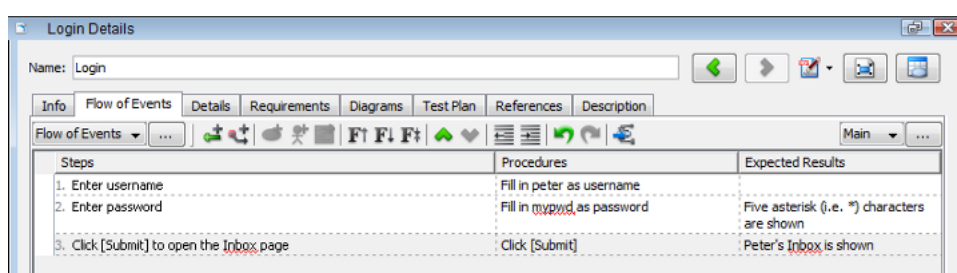 Login Details
Name: Login
Info Flow of Events Details Requirements Diagrams Test Plan References Description
Flow of Events ... F F F Main ...
Steps Procedures Expected Results
1. Enter username Fill in peter as username
2. Enter password Fill in mypwd as password Five asterisk (i.e. *) characters
are shown
3. Click [Submit] to open the Inbox page Click [Submit] Peter's Inbox is shown